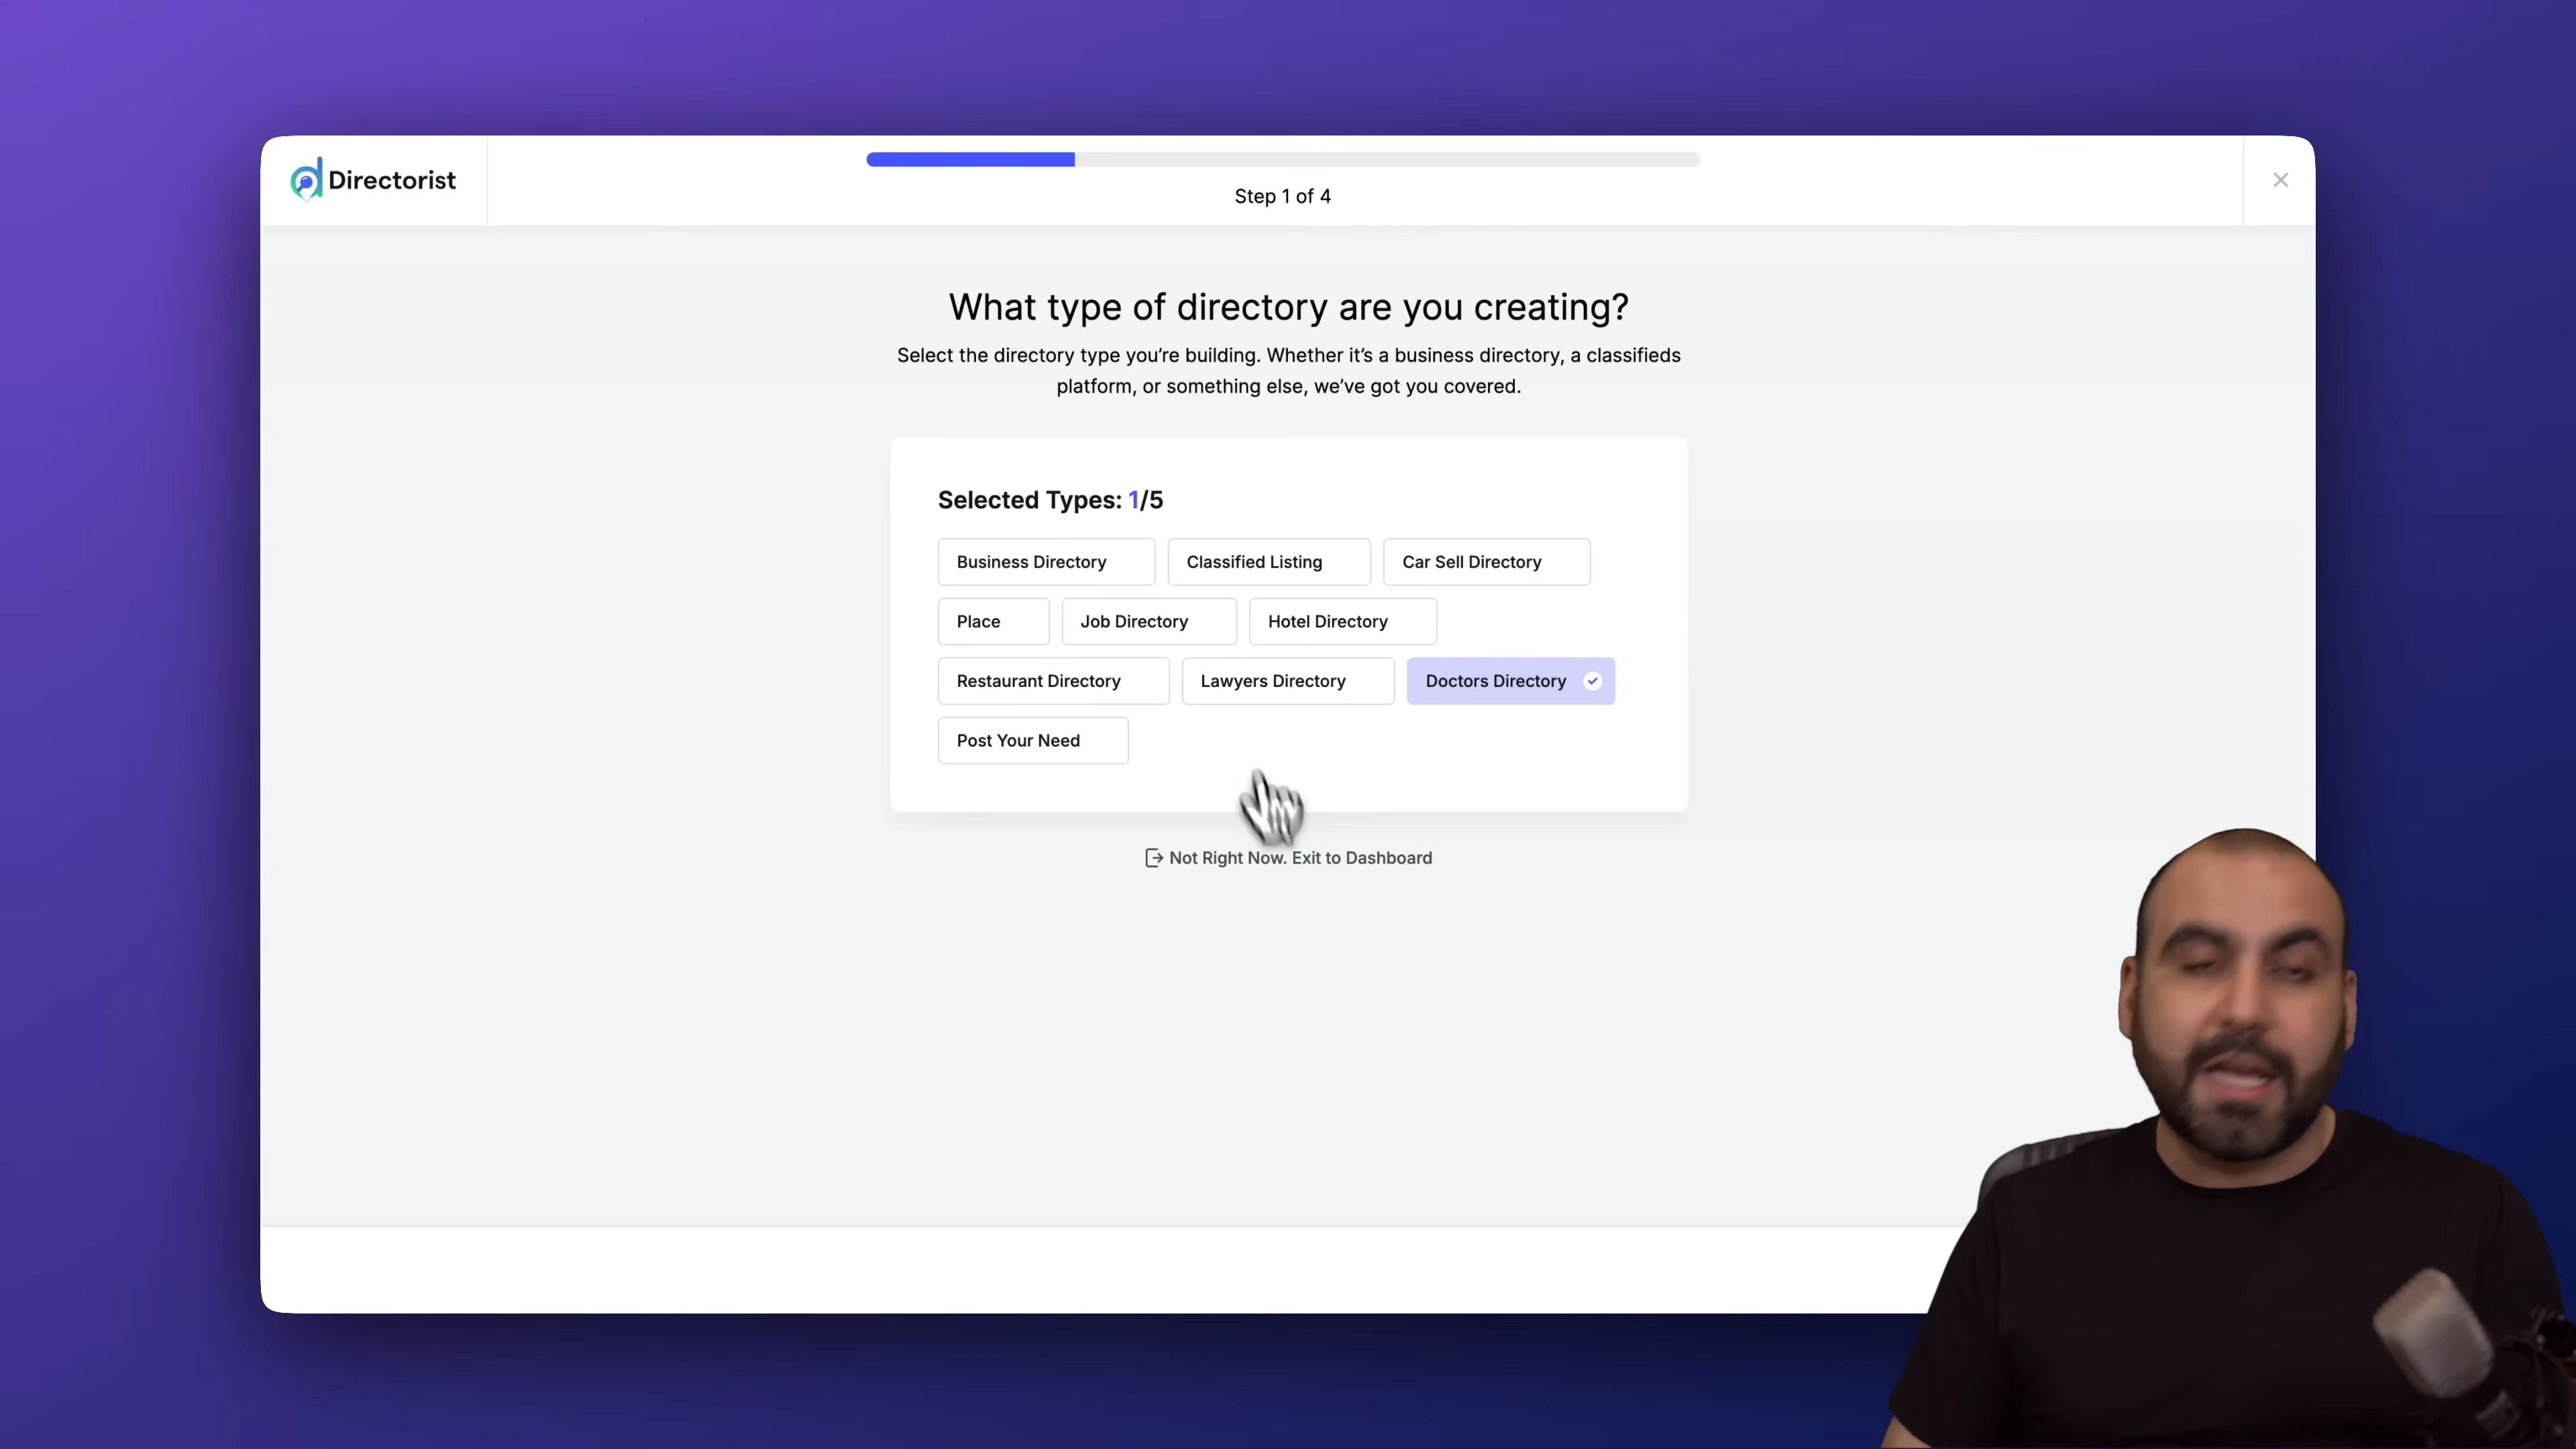 Directorist
Step 1 of 4
What type of directory are you creating?
Select the directory type you're building. Whether it's a business directory, a classifieds
platform, or something else, we've got you covered.
Selected Types: 1/5
Business Directory
Classified Listing
Car Sell Directory
Place
Job Directory
Hotel Directory
Restaurant Directory
Lawyers Directory
Doctors Directory
Post Your Need
Not Right Now. Exit to Dashboard